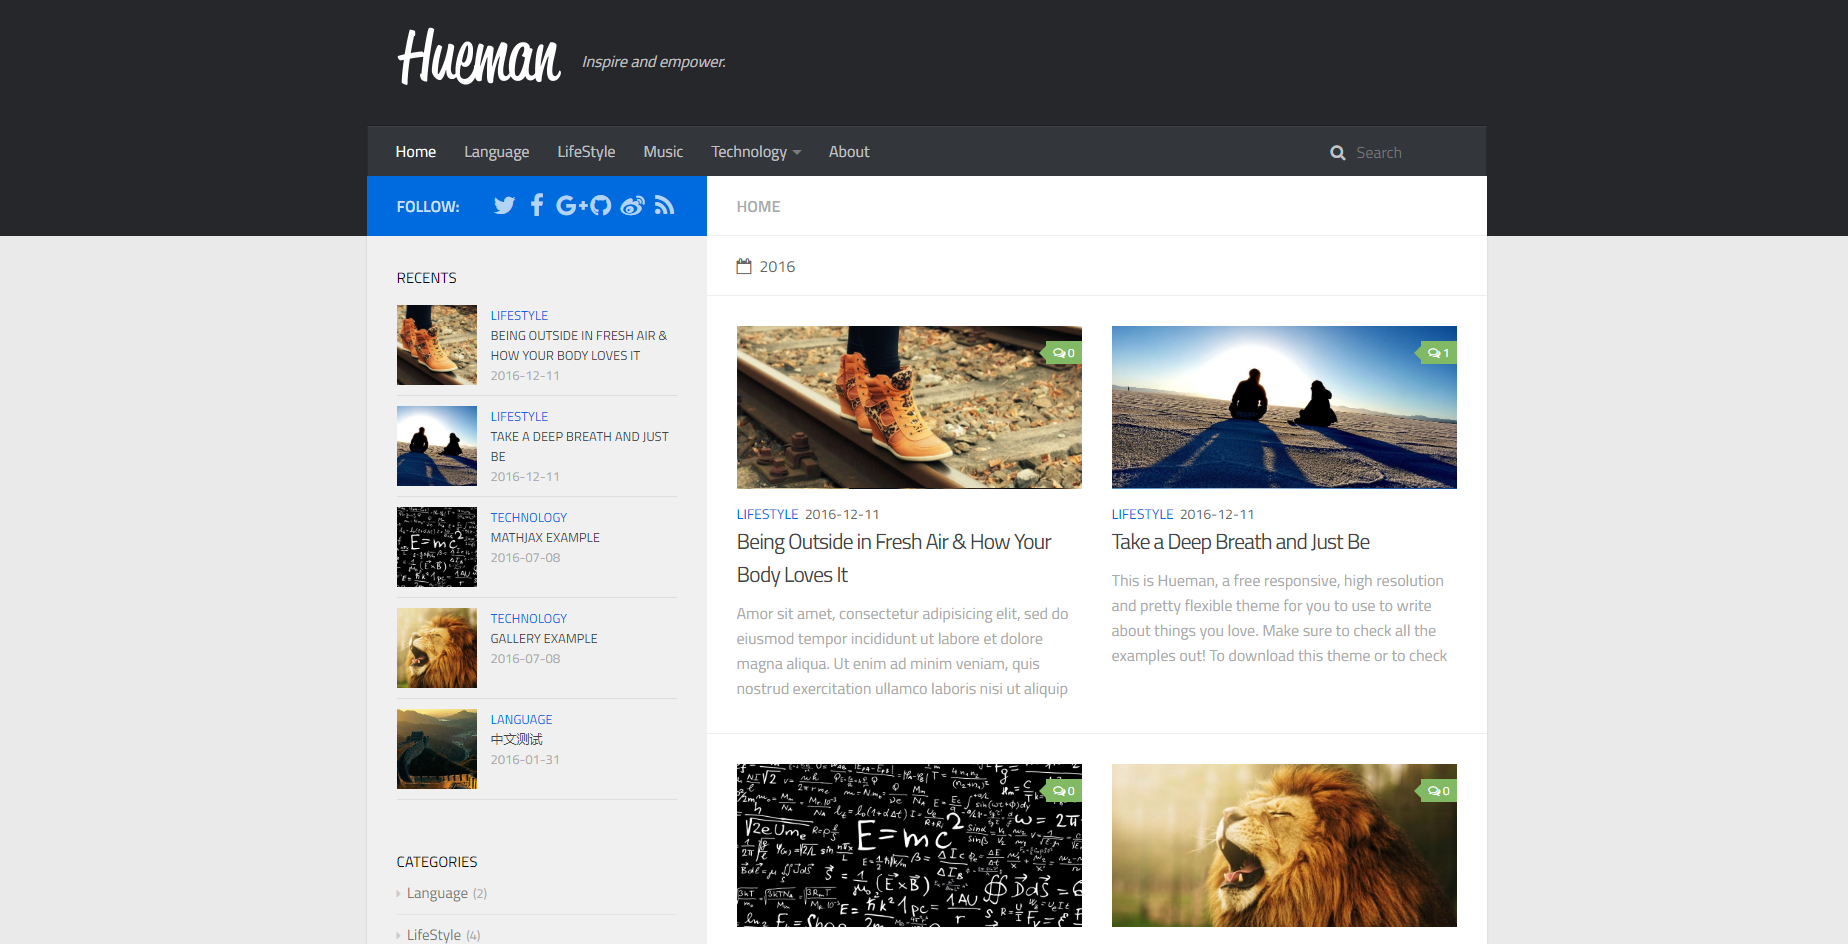 Hueman
Inspire and empower.
Home Language LifeStyle Music Technology About Search
FOLLOW:
HOME
2016
RECENTS
LIFESTYLE
BEING OUTSIDE IN FRESH AIR &
HOW YOUR BODY LOVES IT
2016-12-11
LIFESTYLE
TAKE A DEEP BREATH AND JUST
BE
2016-12-11
TECHNOLOGY
MATHJAX EXAMPLE
2016-07-08
TECHNOLOGY
GALLERY EXAMPLE
2016-07-08
LANGUAGE
中文测试
2016-01-31
CATEGORIES
Language (2)
LifeStyle (4)
0
LIFESTYLE 2016-12-11
Being Outside in Fresh Air & How Your
Body Loves It
Amor sit amet, consectetur adipisicing elit, sed do
eiusmod tempor incididunt ut labore et dolore
magna aliqua. Ut enim ad minim veniam, quis
nostrud exercitation ullamco laboris nisi ut aliquip
1
LIFESTYLE 2016-12-11
Take a Deep Breath and Just Be
This is Hueman, a free responsive, high resolution
and pretty flexible theme for you to use to write
about things you love. Make sure to check all the
examples out! To download this theme or to check
0
E=mc²
0